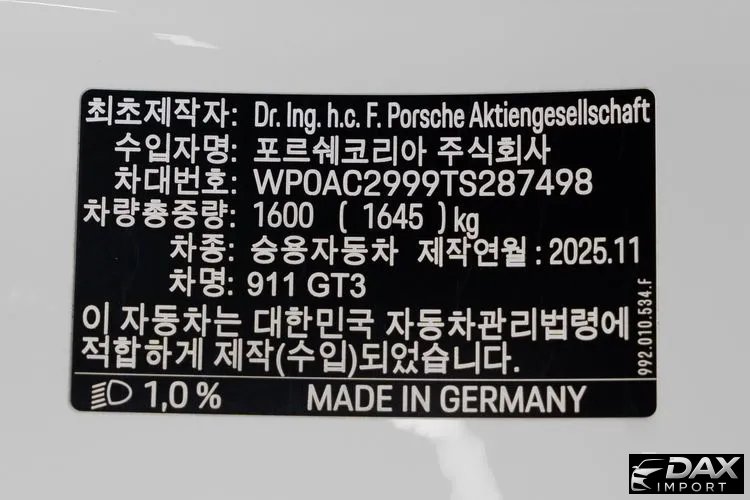 최초제작자: Dr. Ing. h.c. F. Porsche Aktiengesellschaft
수입자명: 포르쉐코리아 주식회사
차대번호: WP0AC2999TS287498
차량총중량: 1600 ( 1645 ) kg
차종: 승용자동차 제작연월 : 2025.11
차명: 911 GT3
이 자동차는 대한민국 자동차관리법령에
적합하게 제작(수입)되었습니다.
992.010.534.F
1,0 % MADE IN GERMANY
DAX
IMPORT